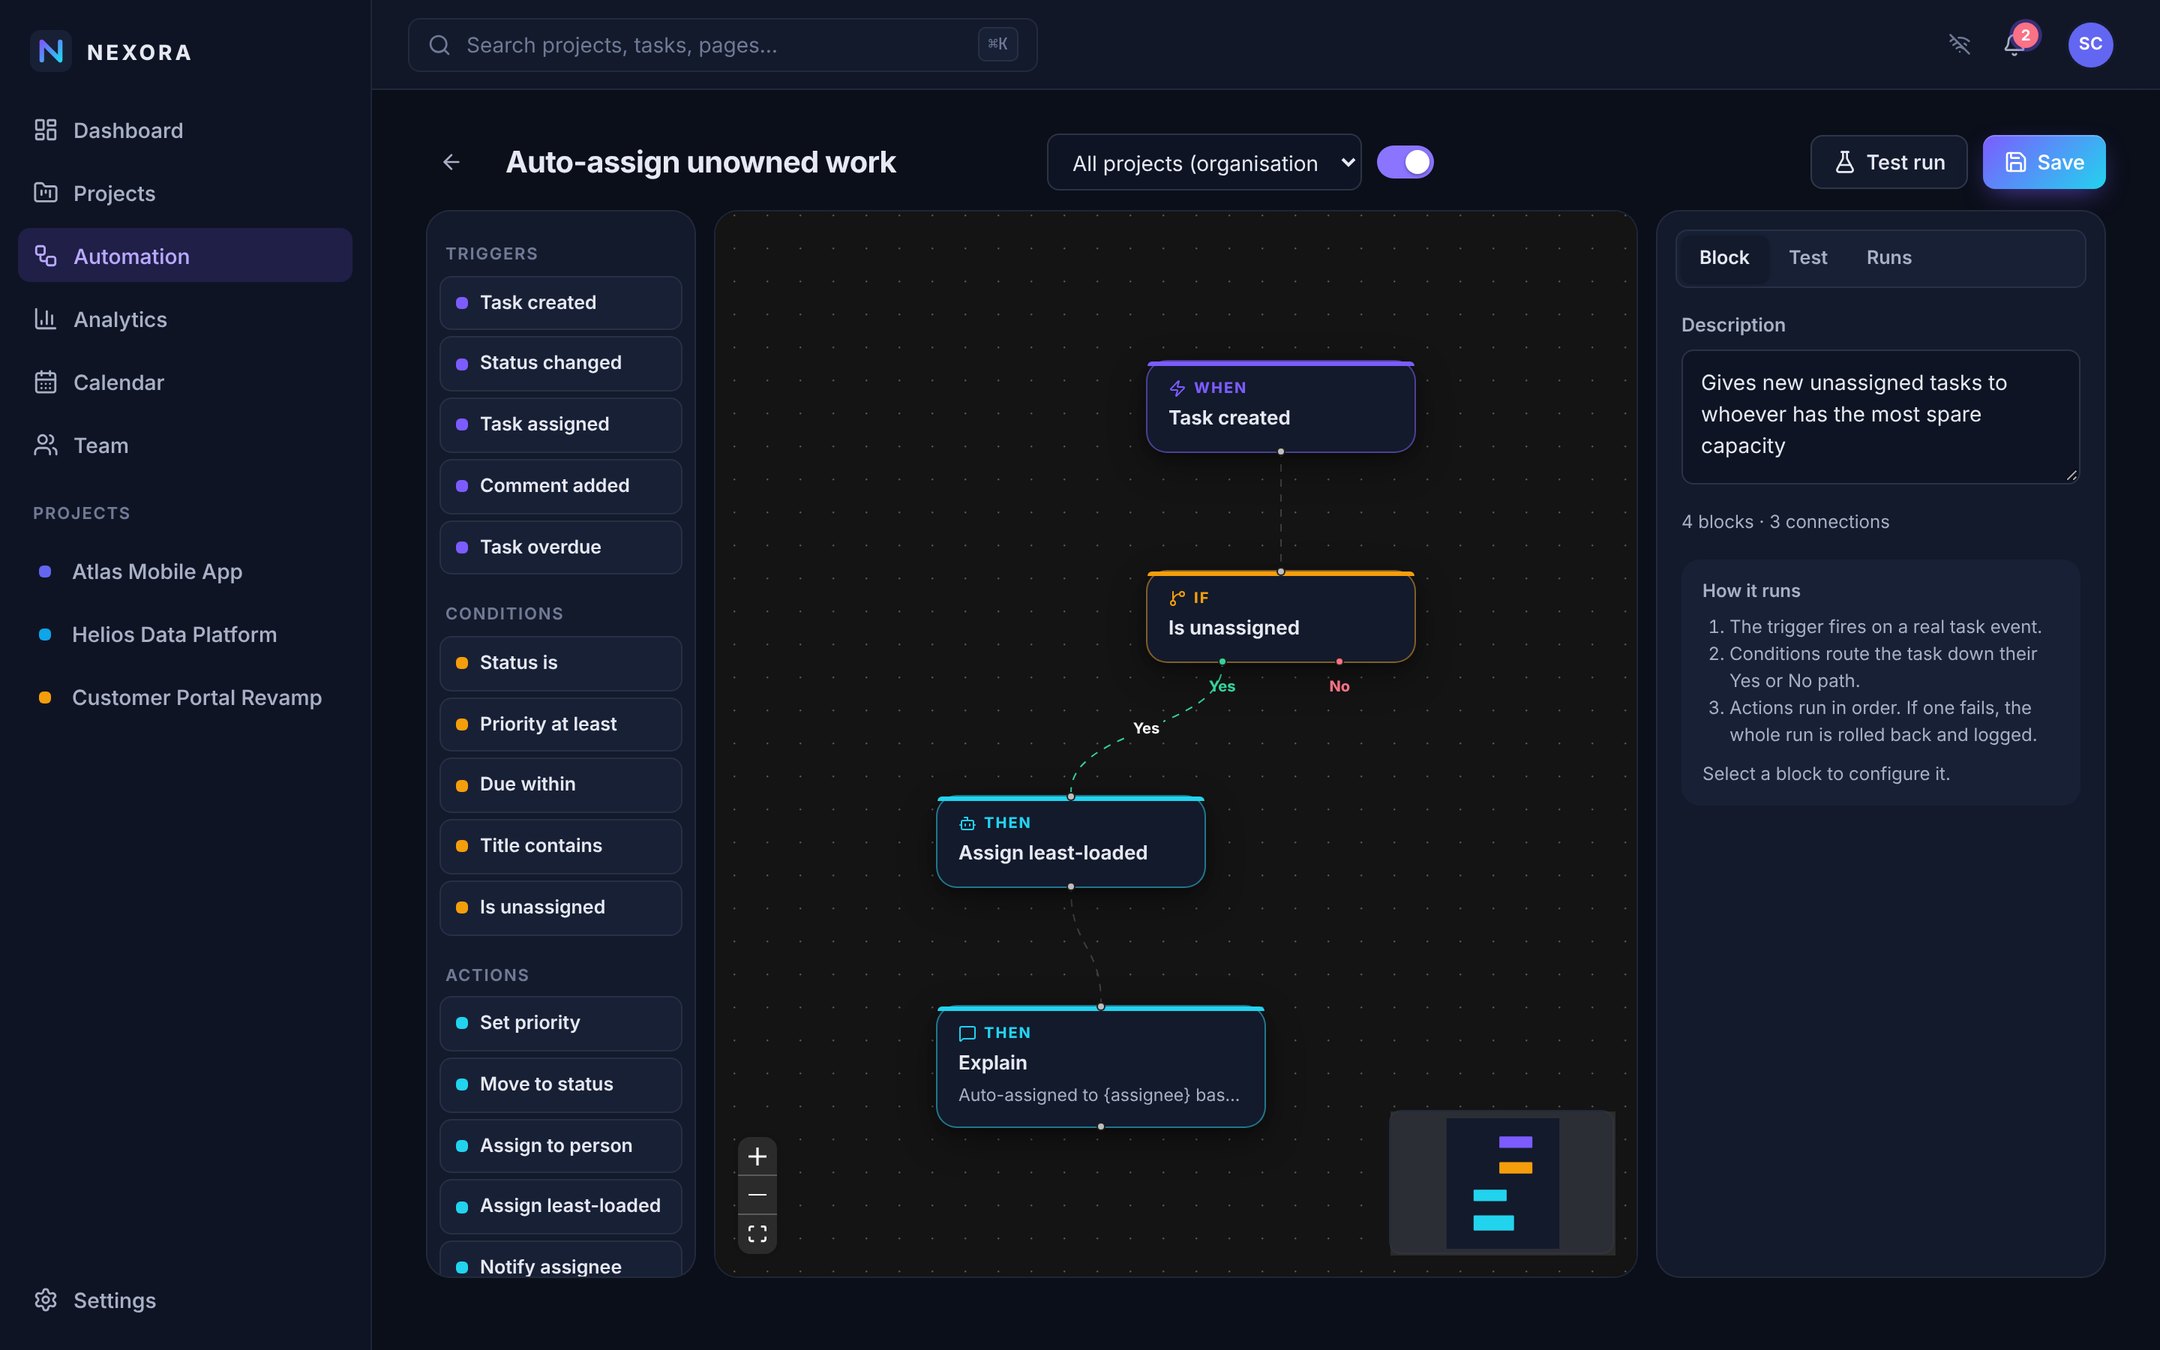 NEXORA
Search projects, tasks, pages...
⌘K
2
SC
Dashboard
Projects
Automation
Analytics
Calendar
Team
PROJECTS
Atlas Mobile App
Helios Data Platform
Customer Portal Revamp
Settings
Auto-assign unowned work
All projects (organisation
Test run
Save
TRIGGERS
Task created
Status changed
Task assigned
Comment added
Task overdue
CONDITIONS
Status is
Priority at least
Due within
Title contains
Is unassigned
ACTIONS
Set priority
Move to status
Assign to person
Assign least-loaded
Notify assignee
WHEN
Task created
IF
Is unassigned
Yes
No
Yes
THEN
Assign least-loaded
THEN
Explain
Auto-assigned to {assignee} bas...
Block
Test
Runs
Description
Gives new unassigned tasks to
whoever has the most spare
capacity
4 blocks · 3 connections
How it runs
1. The trigger fires on a real task event.
2. Conditions route the task down their
Yes or No path.
3. Actions run in order. If one fails, the
whole run is rolled back and logged.
Select a block to configure it.